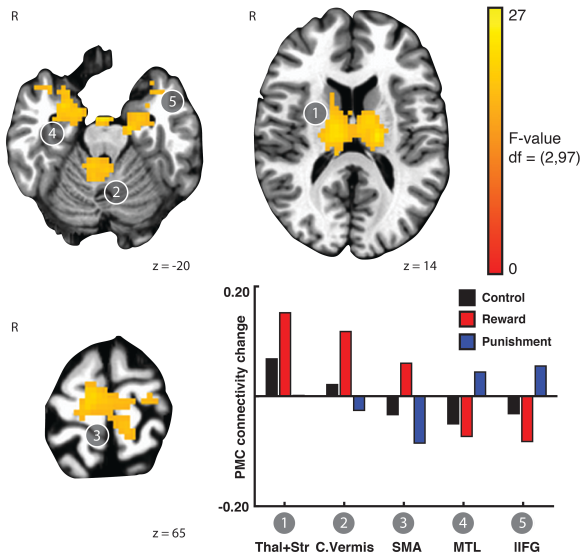 R
5
4
2
z = -20
R
1
z = 14
27
F-value
df = (2,97)
0
R
3
z = 65
PMC connectivity change
0.20
-0.20
Control
Reward
Punishment
1 2 3 4 5
Thal+Str C.Vermis SMA MTL lIFG